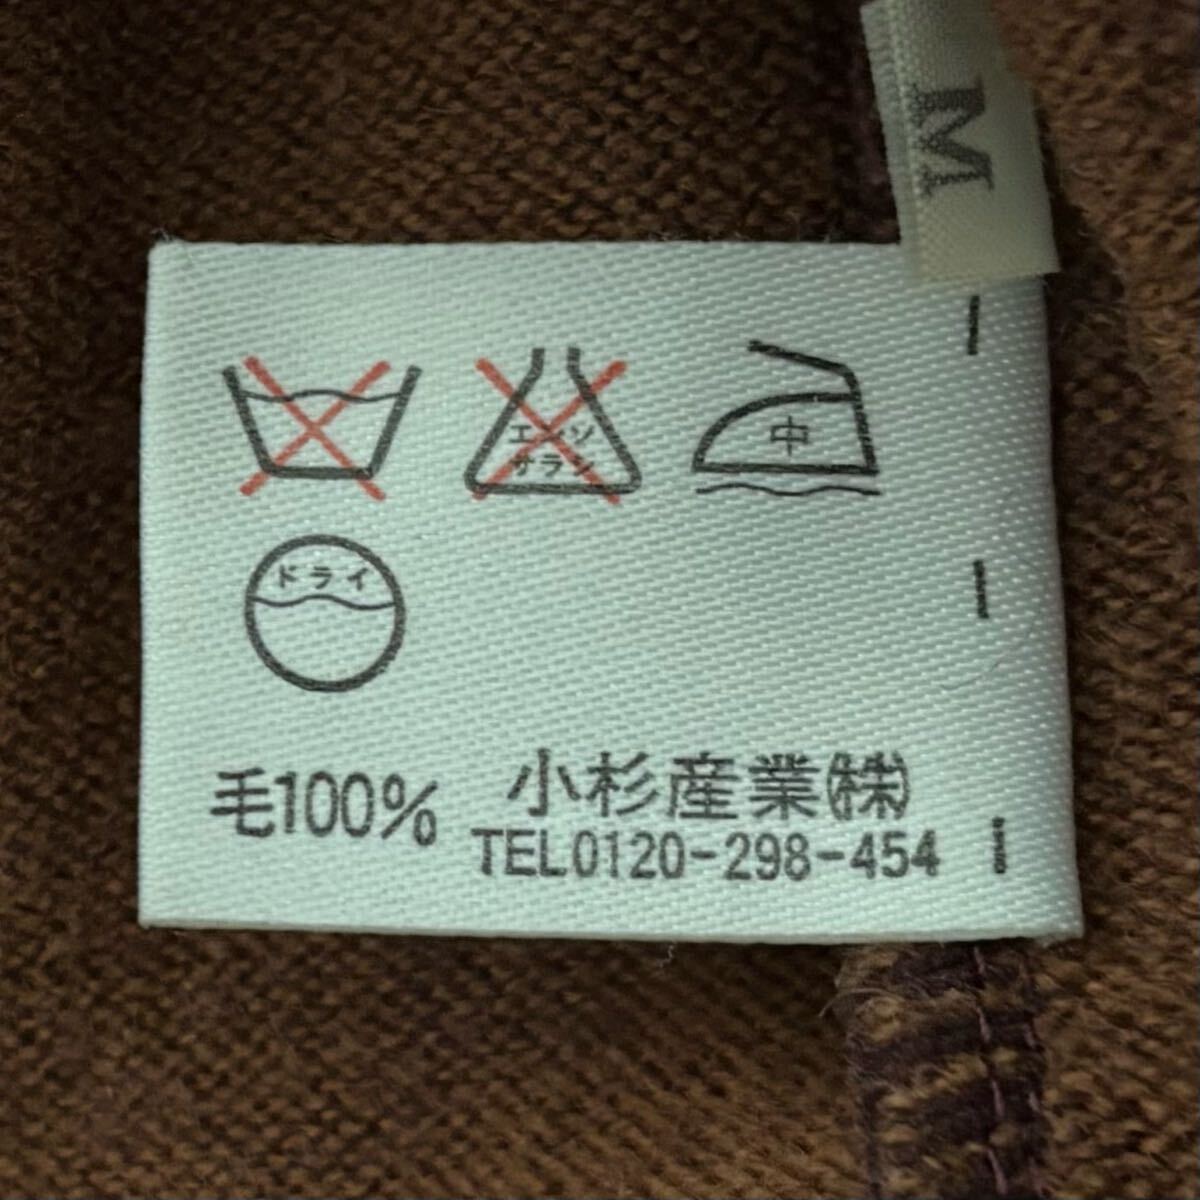 M
エンソ
サラシ
中
ドライ
毛100%
小杉産業㈱
TEL0120-298-454